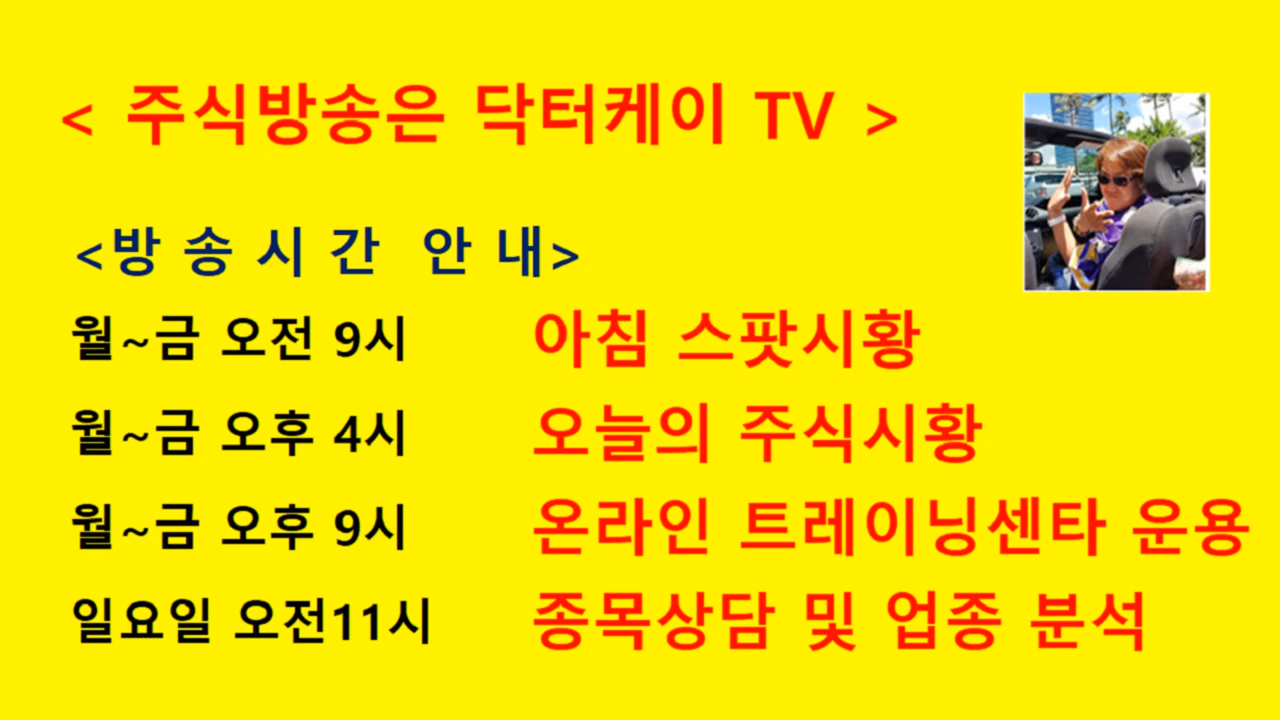 < 주식방송은 닥터케이 TV >
<방 송 시 간 안 내>
월~금 오전 9시 아침 스팟시황
월~금 오후 4시 오늘의 주식시황
월~금 오후 9시 온라인 트레이닝센타 운용
일요일 오전11시 종목상담 및 업종 분석